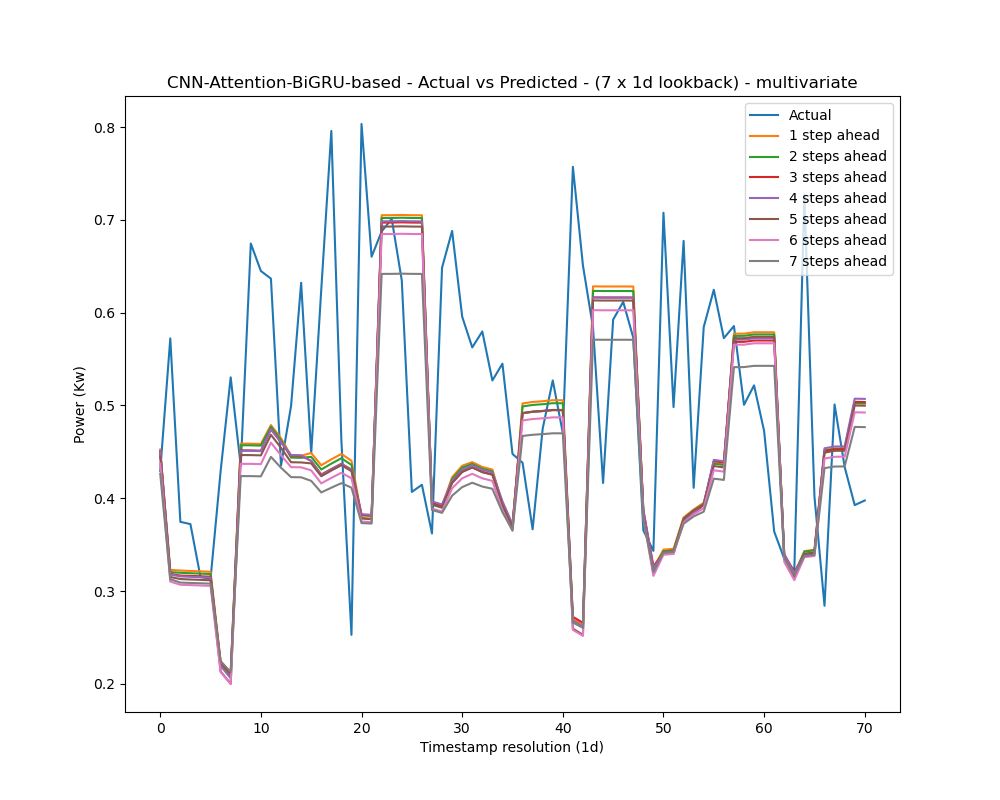 CNN-Attention-BiGRU-based - Actual vs Predicted - (7 x 1d lookback) - multivariate
Actual
1 step ahead
2 steps ahead
3 steps ahead
4 steps ahead
5 steps ahead
6 steps ahead
7 steps ahead
Power (Kw)
0.8
0.7
0.6
0.5
0.4
0.3
0.2
0 10 20 30 40 50 60 70
Timestamp resolution (1d)